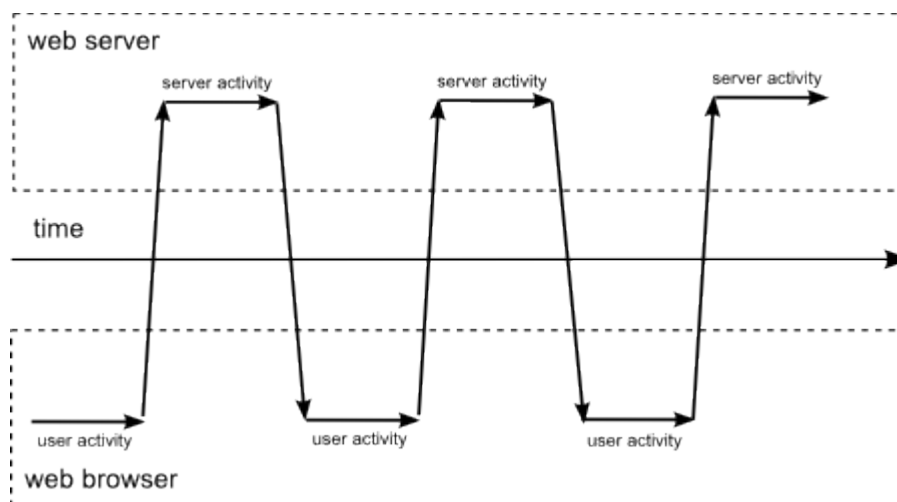 web server
server activity
server activity
server activity
time
user activity
user activity
user activity
web browser